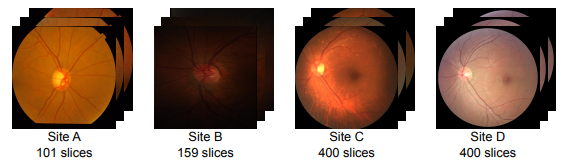 Site A
101 slices
Site B
159 slices
Site C
400 slices
Site D
400 slices